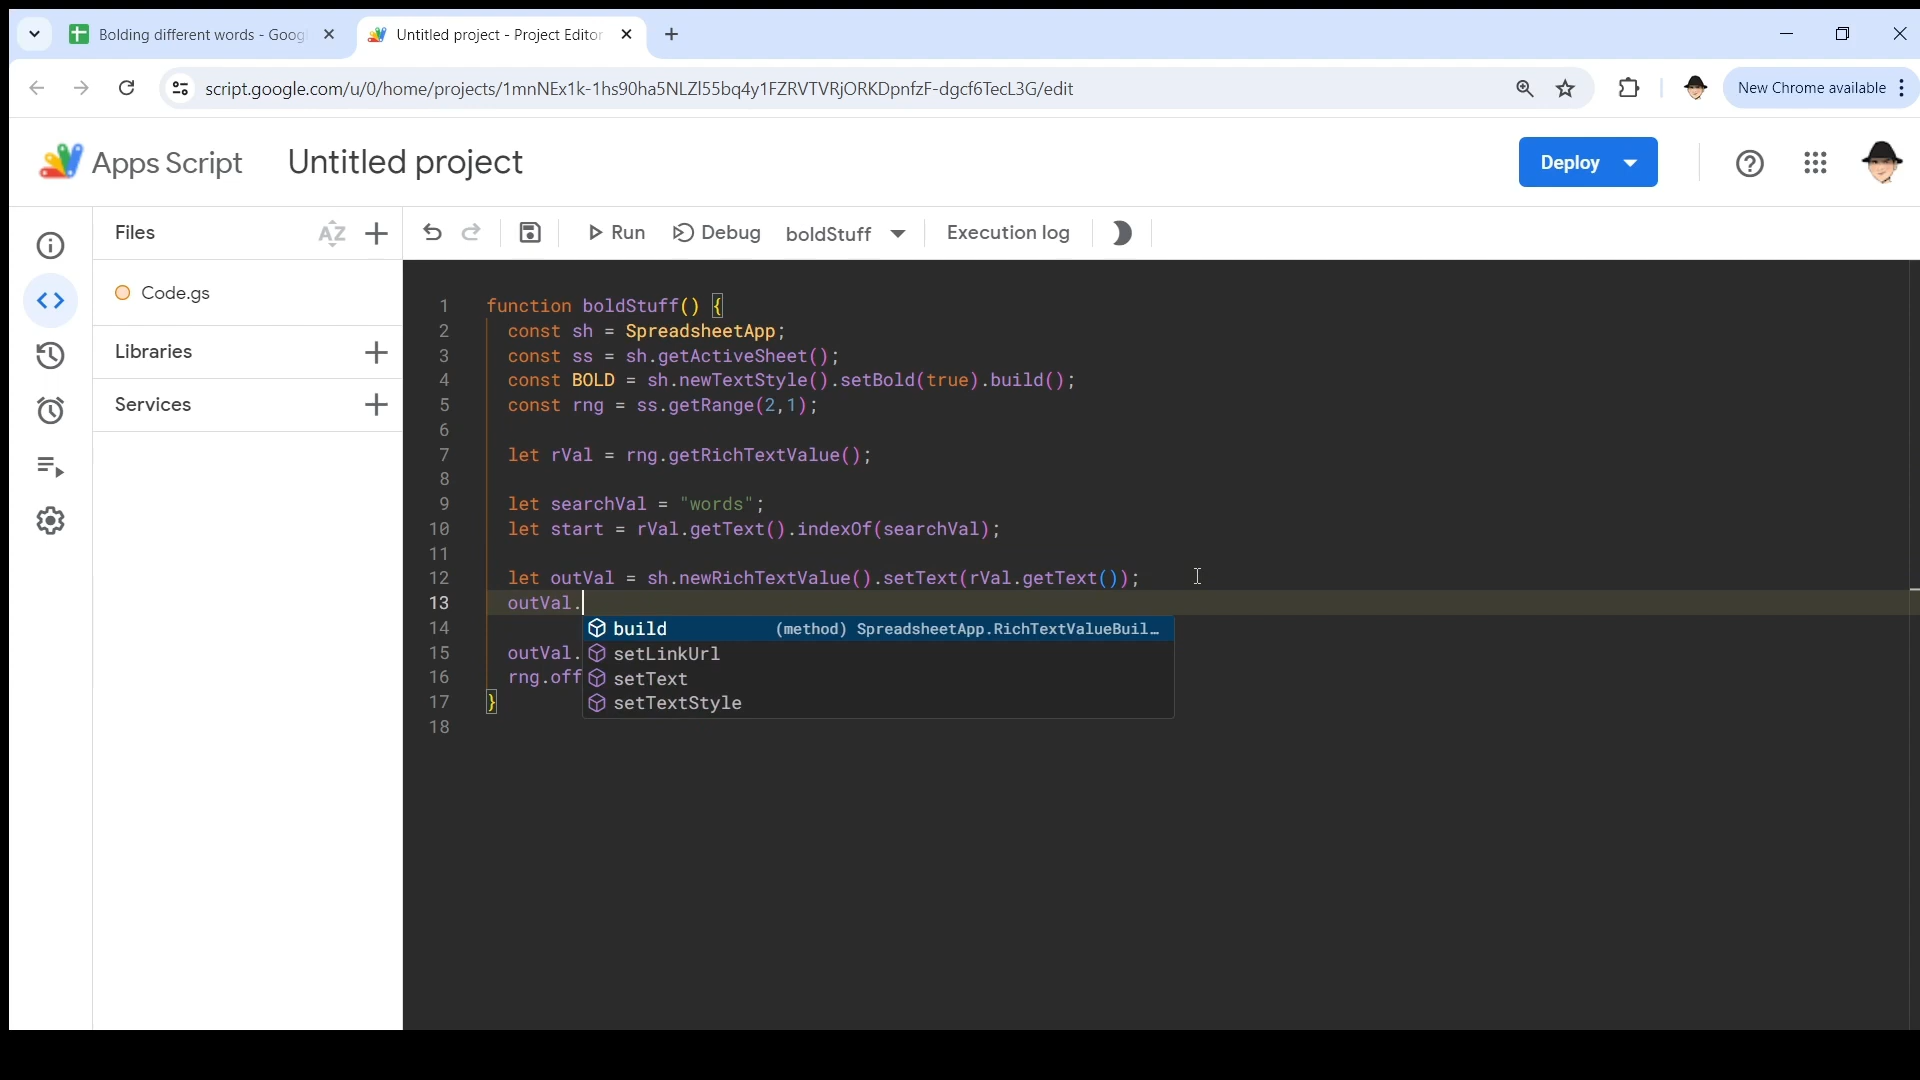 Bolding different words - Goog
Untitled project - Project Editor
script.google.com/u/0/home/projects/1mnNEx1k-1hs90ha5NLZl55bq4y1FZRVTVRjORKDpnfzF-dgcf6TecL3G/edit
New Chrome available
Apps Script
Untitled project
Deploy
Files
AZ
Run
Debug
boldStuff
Execution log
Code.gs
Libraries
Services
1 function boldStuff() {
2 const sh = SpreadsheetApp;
3 const ss = sh.getActiveSheet();
4 const BOLD = sh.newTextStyle().setBold(true).build();
5 const rng = ss.getRange(2,1);
6
7 let rVal = rng.getRichTextValue();
8
9 let searchVal = "words";
10 let start = rVal.getText().indexOf(searchVal);
11
12 let outVal = sh.newRichTextValue().setText(rVal.getText());
13 outVal.
14
15 outVal.
16 rng.off
17 }
18
build (method) SpreadsheetApp.RichTextValueBuil…
setLinkUrl
setText
setTextStyle